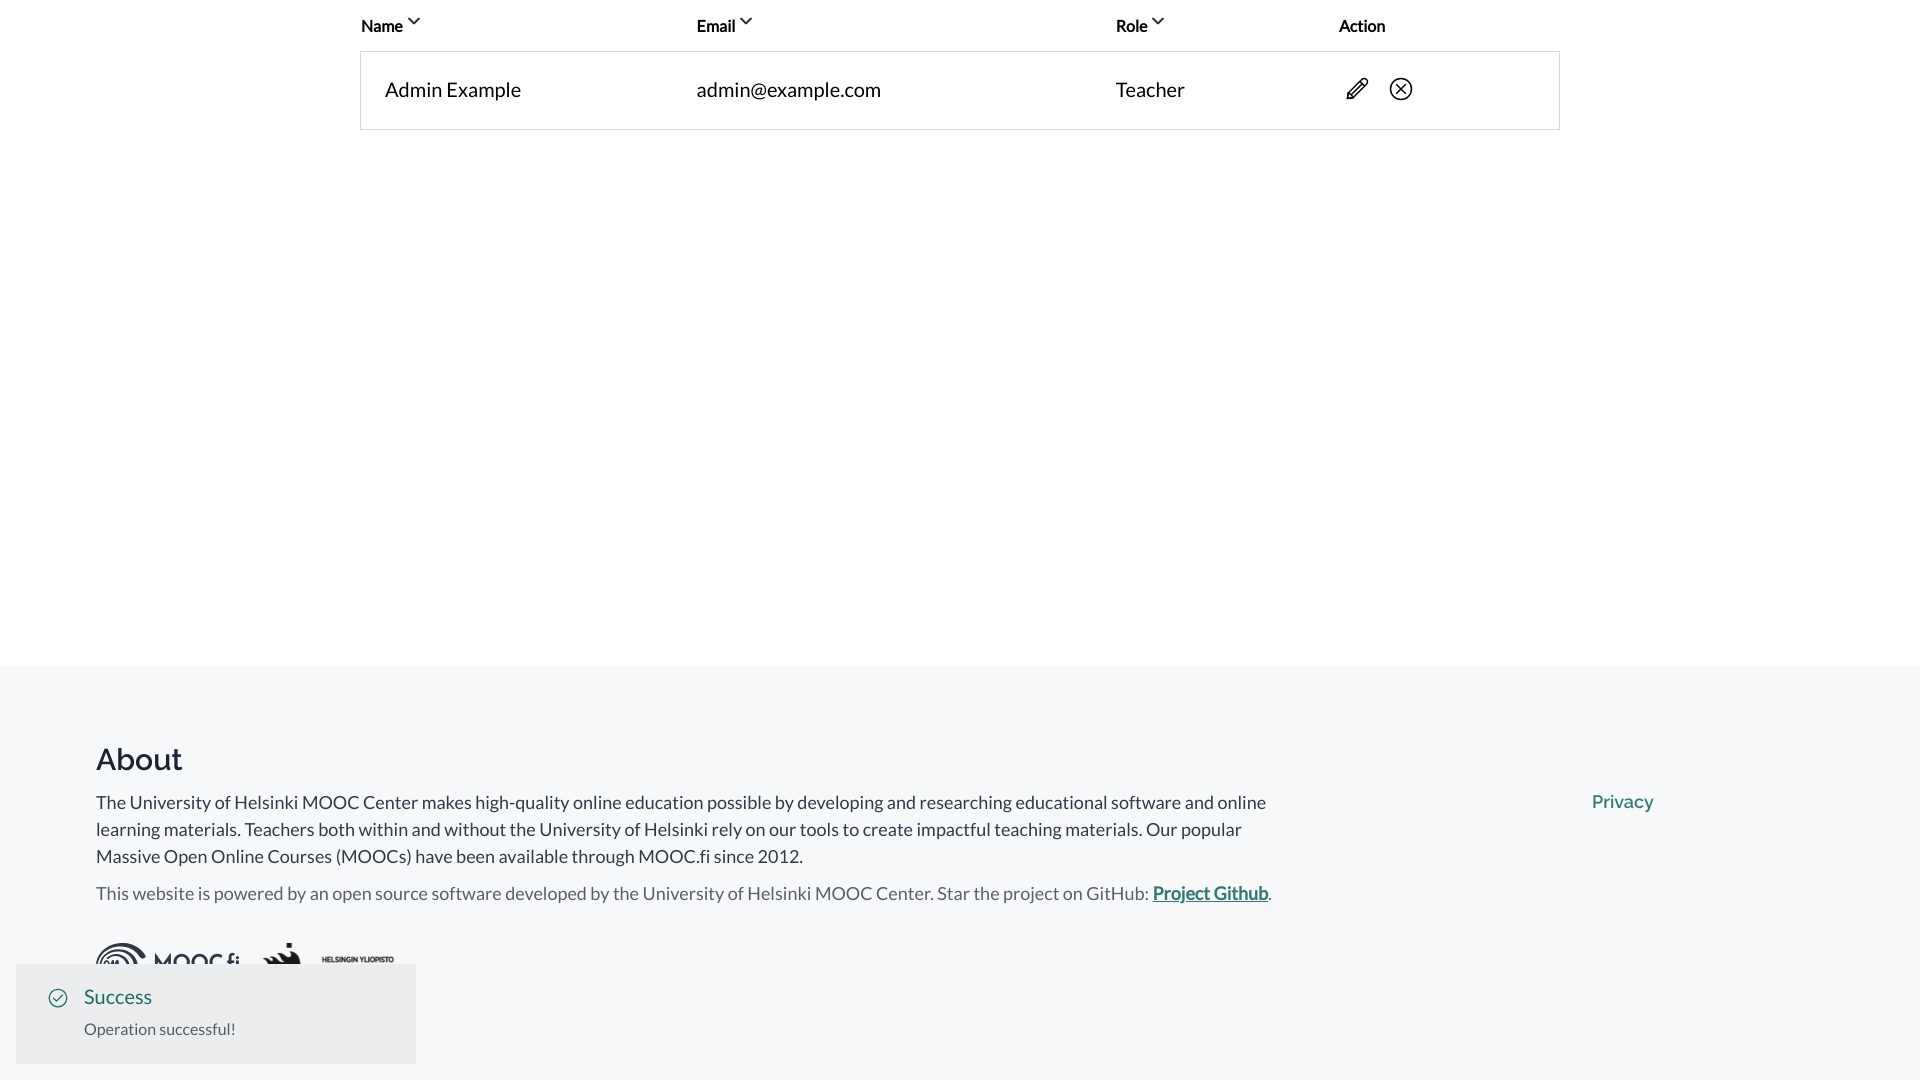 Name Email Role Action
Admin Example admin@example.com Teacher
About
The University of Helsinki MOOC Center makes high-quality online education possible by developing and researching educational software and online
learning materials. Teachers both within and without the University of Helsinki rely on our tools to create impactful teaching materials. Our popular
Massive Open Online Courses (MOOCs) have been available through MOOC.fi since 2012.
Privacy
This website is powered by an open source software developed by the University of Helsinki MOOC Center. Star the project on GitHub: Project Github.
MOOC.fi HELSINGIN YLIOPISTO
Success
Operation successful!